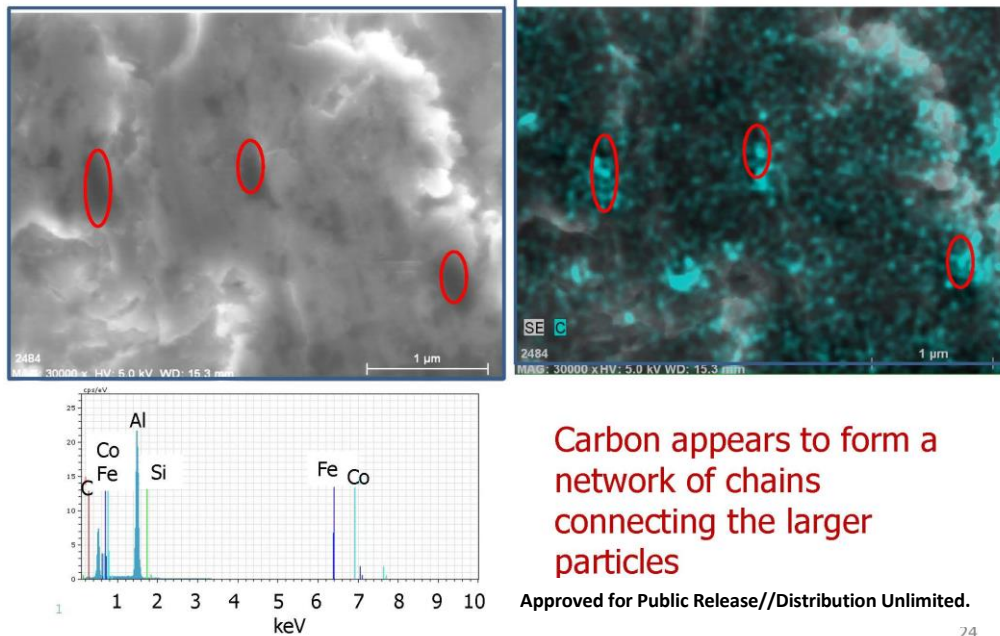 2484
1 µm
MAG: 30000 x HV: 5.0 kV WD: 15.3 mm
SE C
2484
1 µm
MAG: 30000 x HV: 5.0 kV WD: 15.3 mm
cps/eV
25
20
15
10
5
0
Al
Co
Fe
C
Si
Fe
Co
1 2 3 4 5 6 7 8 9 10
keV
1
Carbon appears to form a
network of chains
connecting the larger
particles
Approved for Public Release//Distribution Unlimited.
24